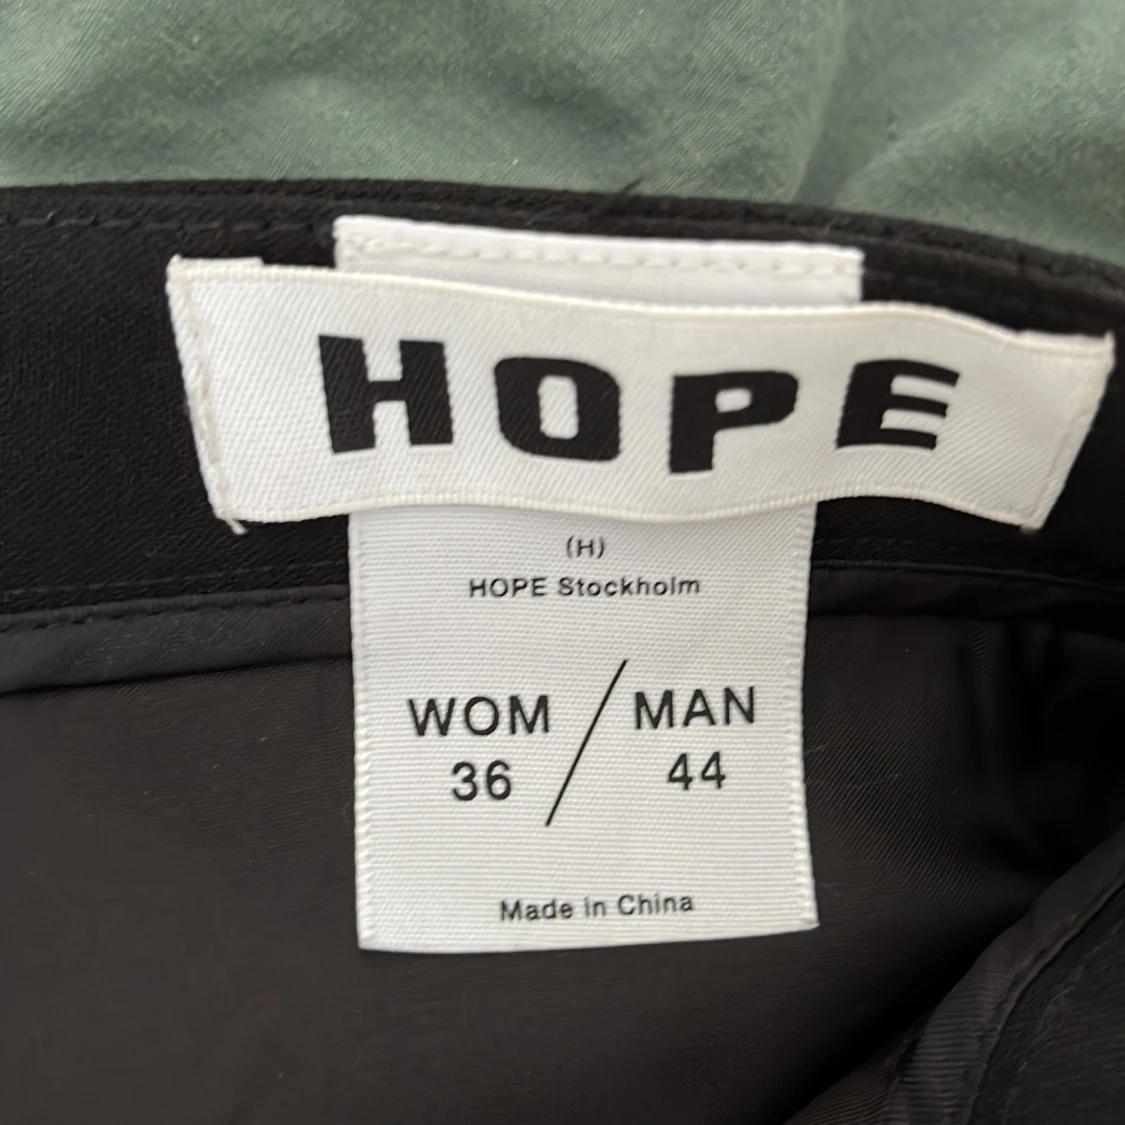 HOPE
(H)
HOPE Stockholm
WOM / MAN
36 / 44
Made in China